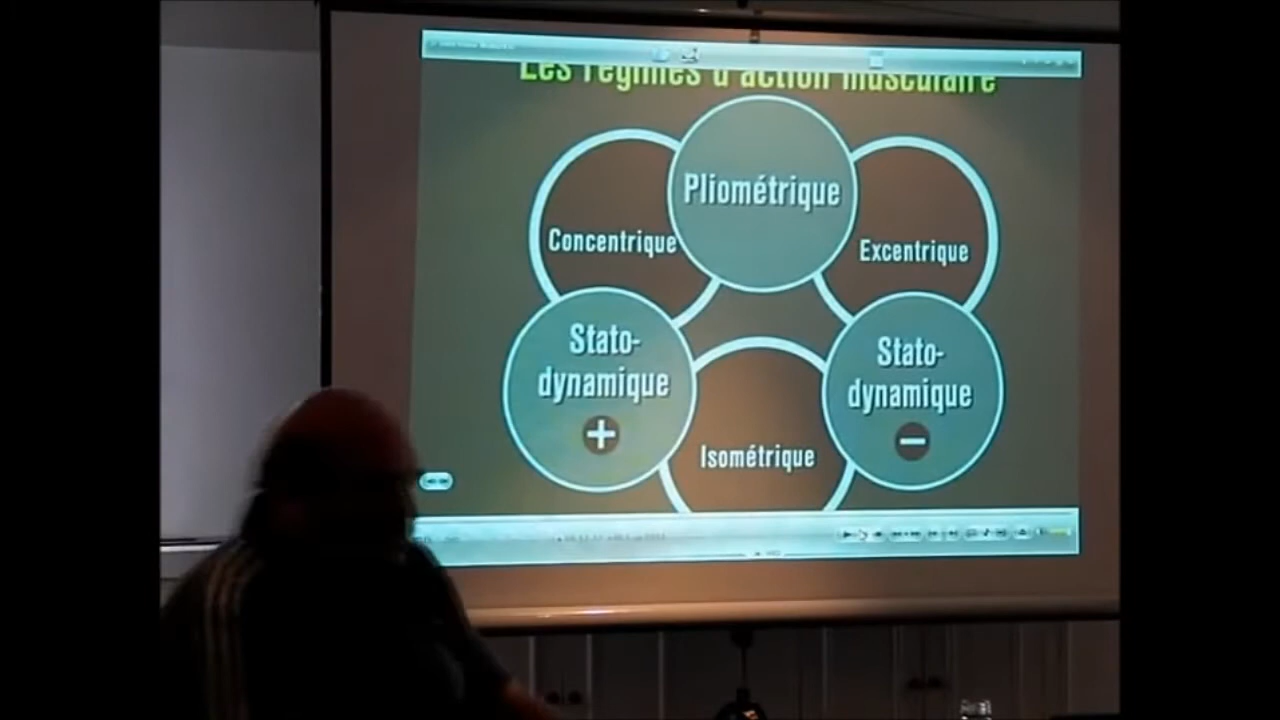 Les régimes d'action musculaire
Pliométrique
Concentrique
Excentrique
Stato-
dynamique
+
Stato-
dynamique
−
Isométrique